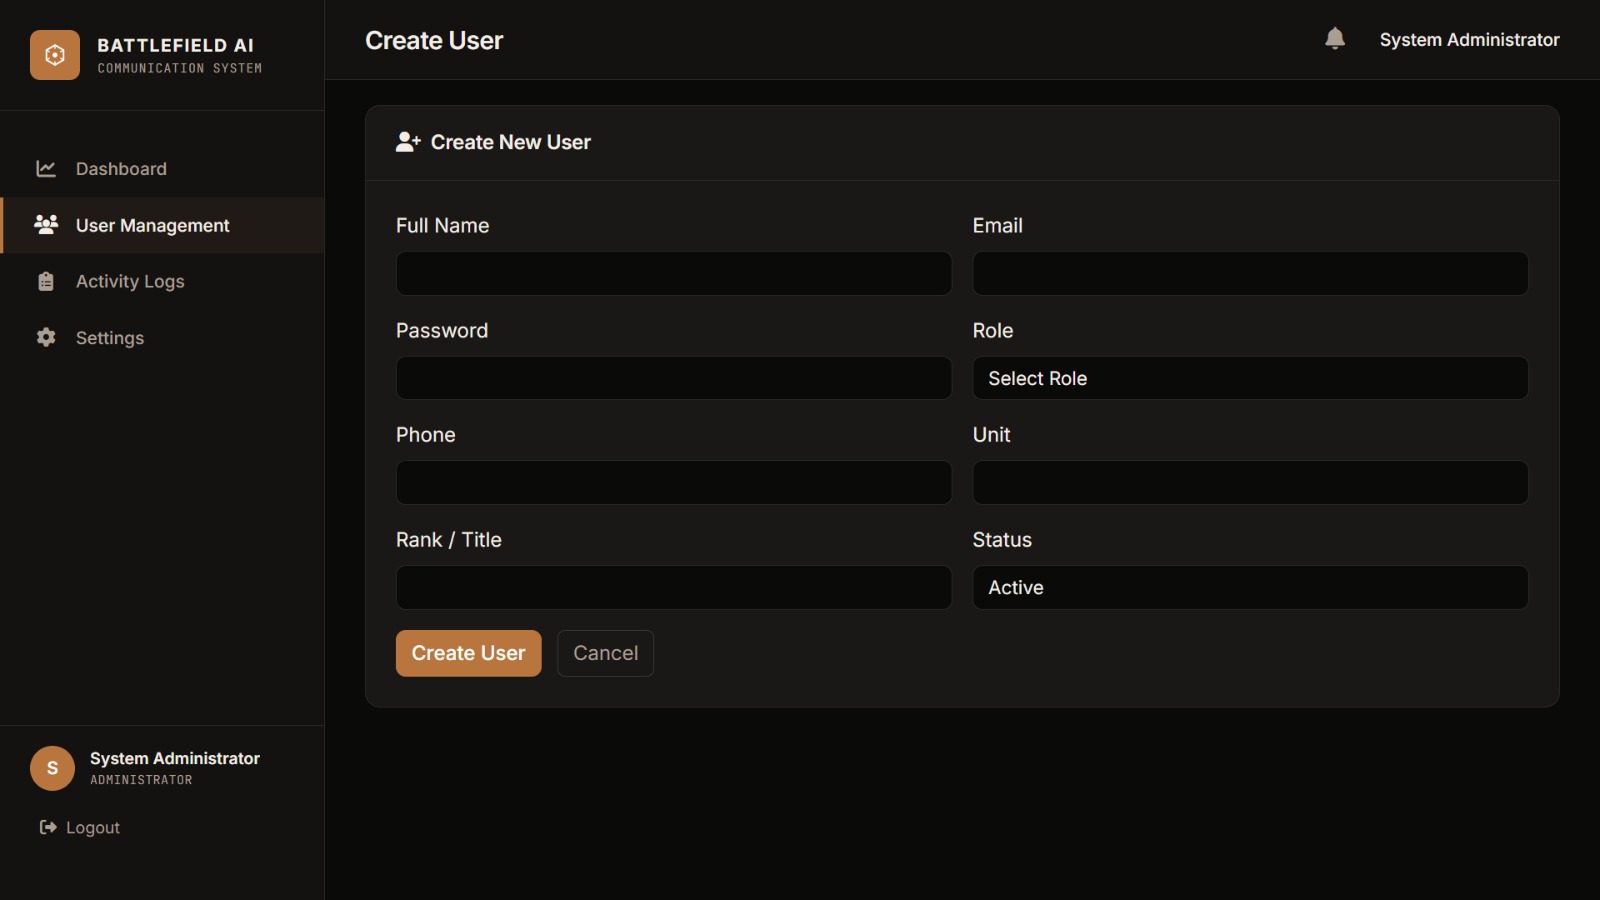 BATTLEFIELD AI
COMMUNICATION SYSTEM
Dashboard
User Management
Activity Logs
Settings
S
System Administrator
ADMINISTRATOR
Logout
Create User
System Administrator
Create New User
Full Name
Email
Password
Role
Select Role
Phone
Unit
Rank / Title
Status
Active
Create User
Cancel